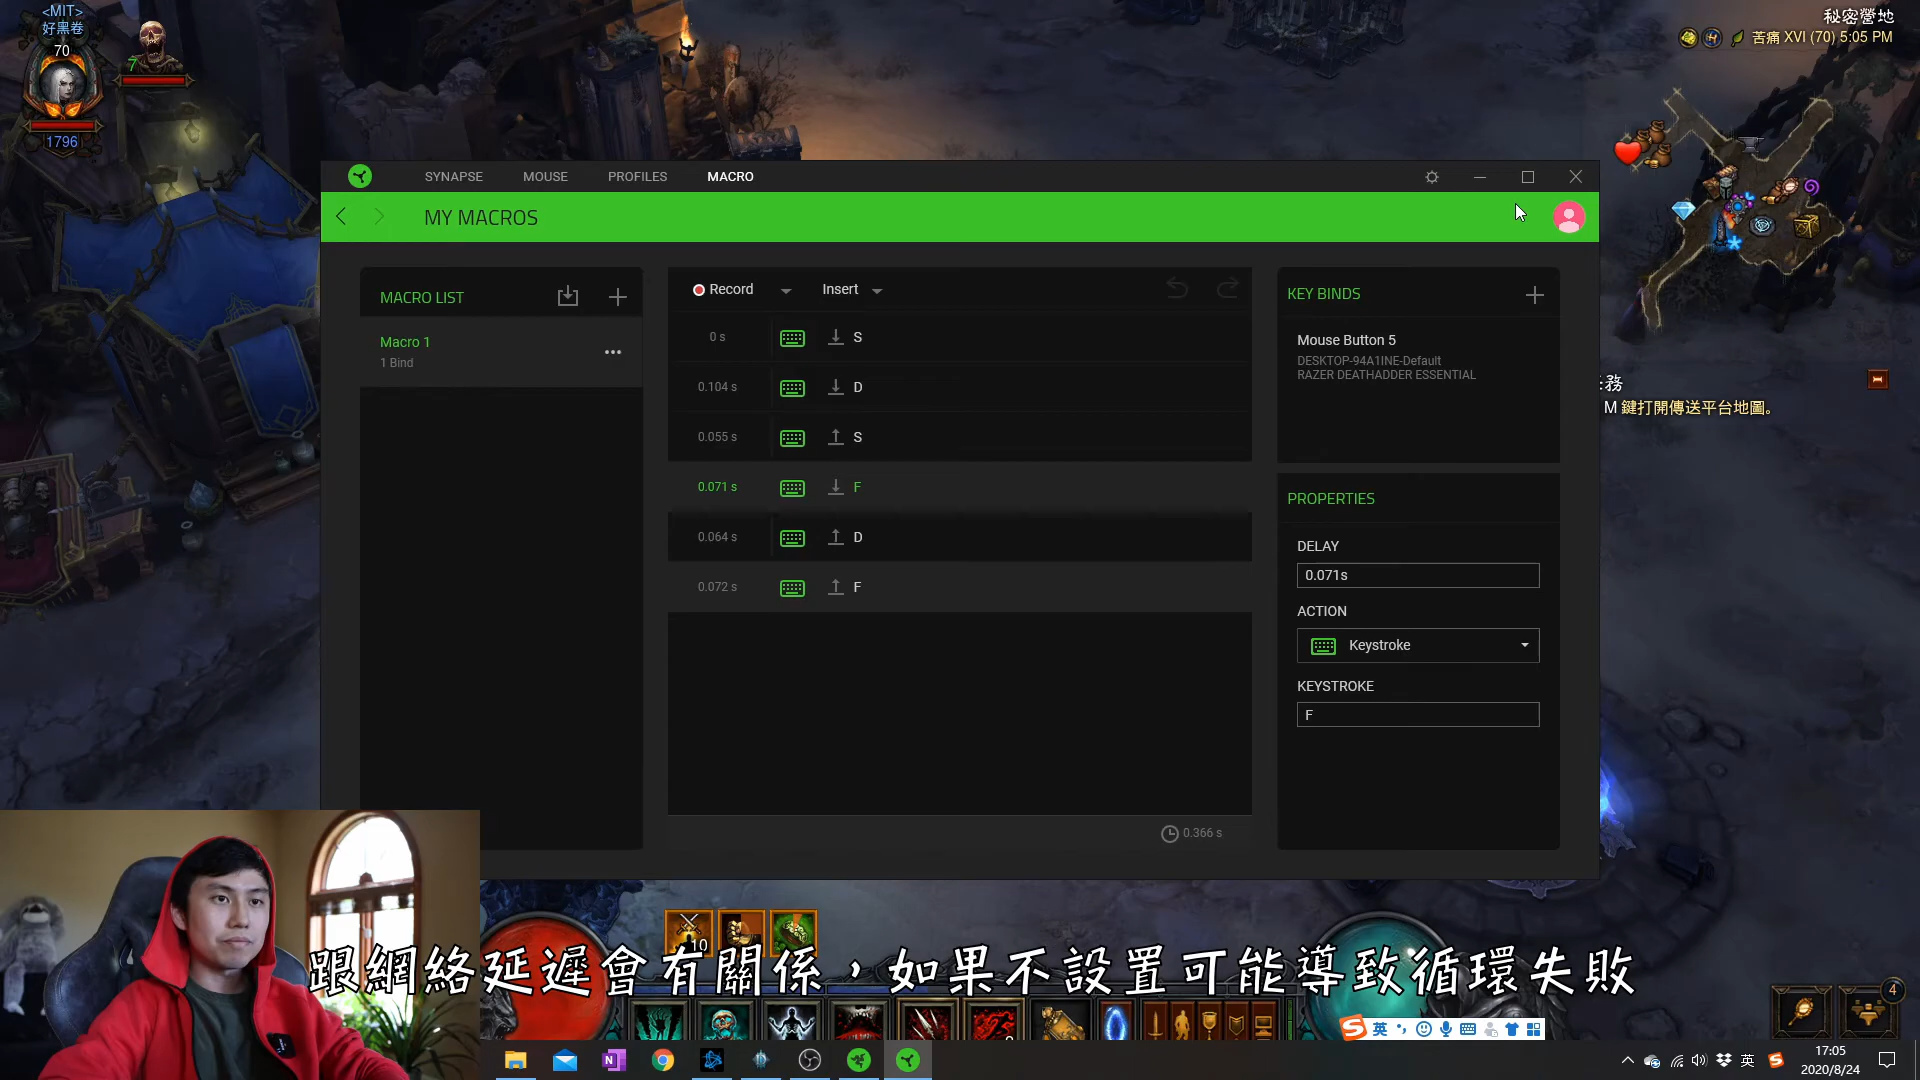 <MIT>
好黑卷
70
7
1796
秘密營地
苦痛 XVI (70) 5:05 PM
SYNAPSE
MOUSE
PROFILES
MACRO
MY MACROS
MACRO LIST
Macro 1
1 Bind
Record
Insert
0 s
S
0.104 s
D
0.055 s
S
0.071 s
F
0.064 s
D
0.072 s
F
0.366 s
KEY BINDS
Mouse Button 5
DESKTOP-94A1INE-Default
RAZER DEATHADDER ESSENTIAL
PROPERTIES
DELAY
0.071s
ACTION
Keystroke
KEYSTROKE
F
務
M 鍵打開傳送平台地圖。
10
跟網絡延遲會有關係，如果不設置可能導致循環失敗
4
英
英
17:05
2020/8/24